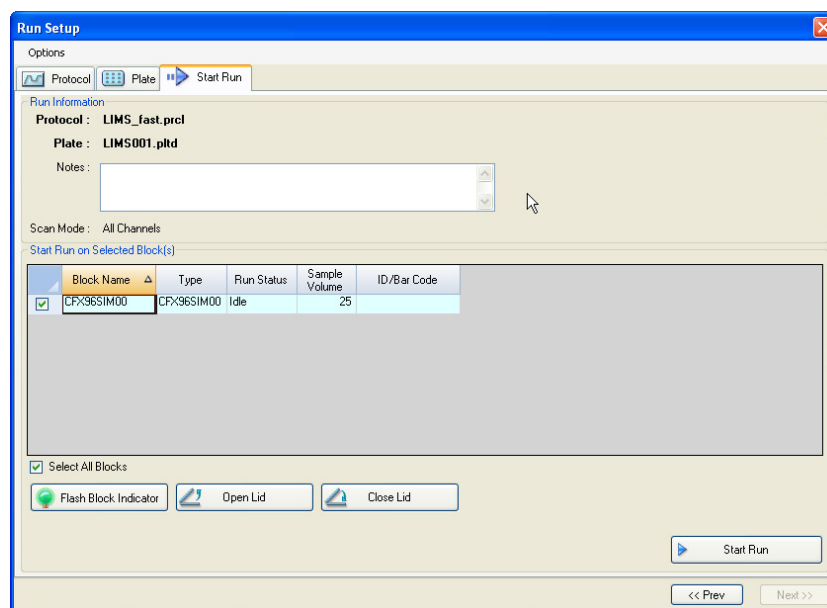 Run Setup
Options
Protocol Plate Start Run
Run Information
Protocol : LIMS_fast.prcl
Plate : LIMS001.pltd
Notes :
Scan Mode : All Channels
Start Run on Selected Block(s)
Block Name Type Run Status Sample Volume ID/Bar Code
CFX96SIM00 CFX96SIM00 Idle 25
Select All Blocks
Flash Block Indicator Open Lid Close Lid
Start Run
<< Prev Next >>